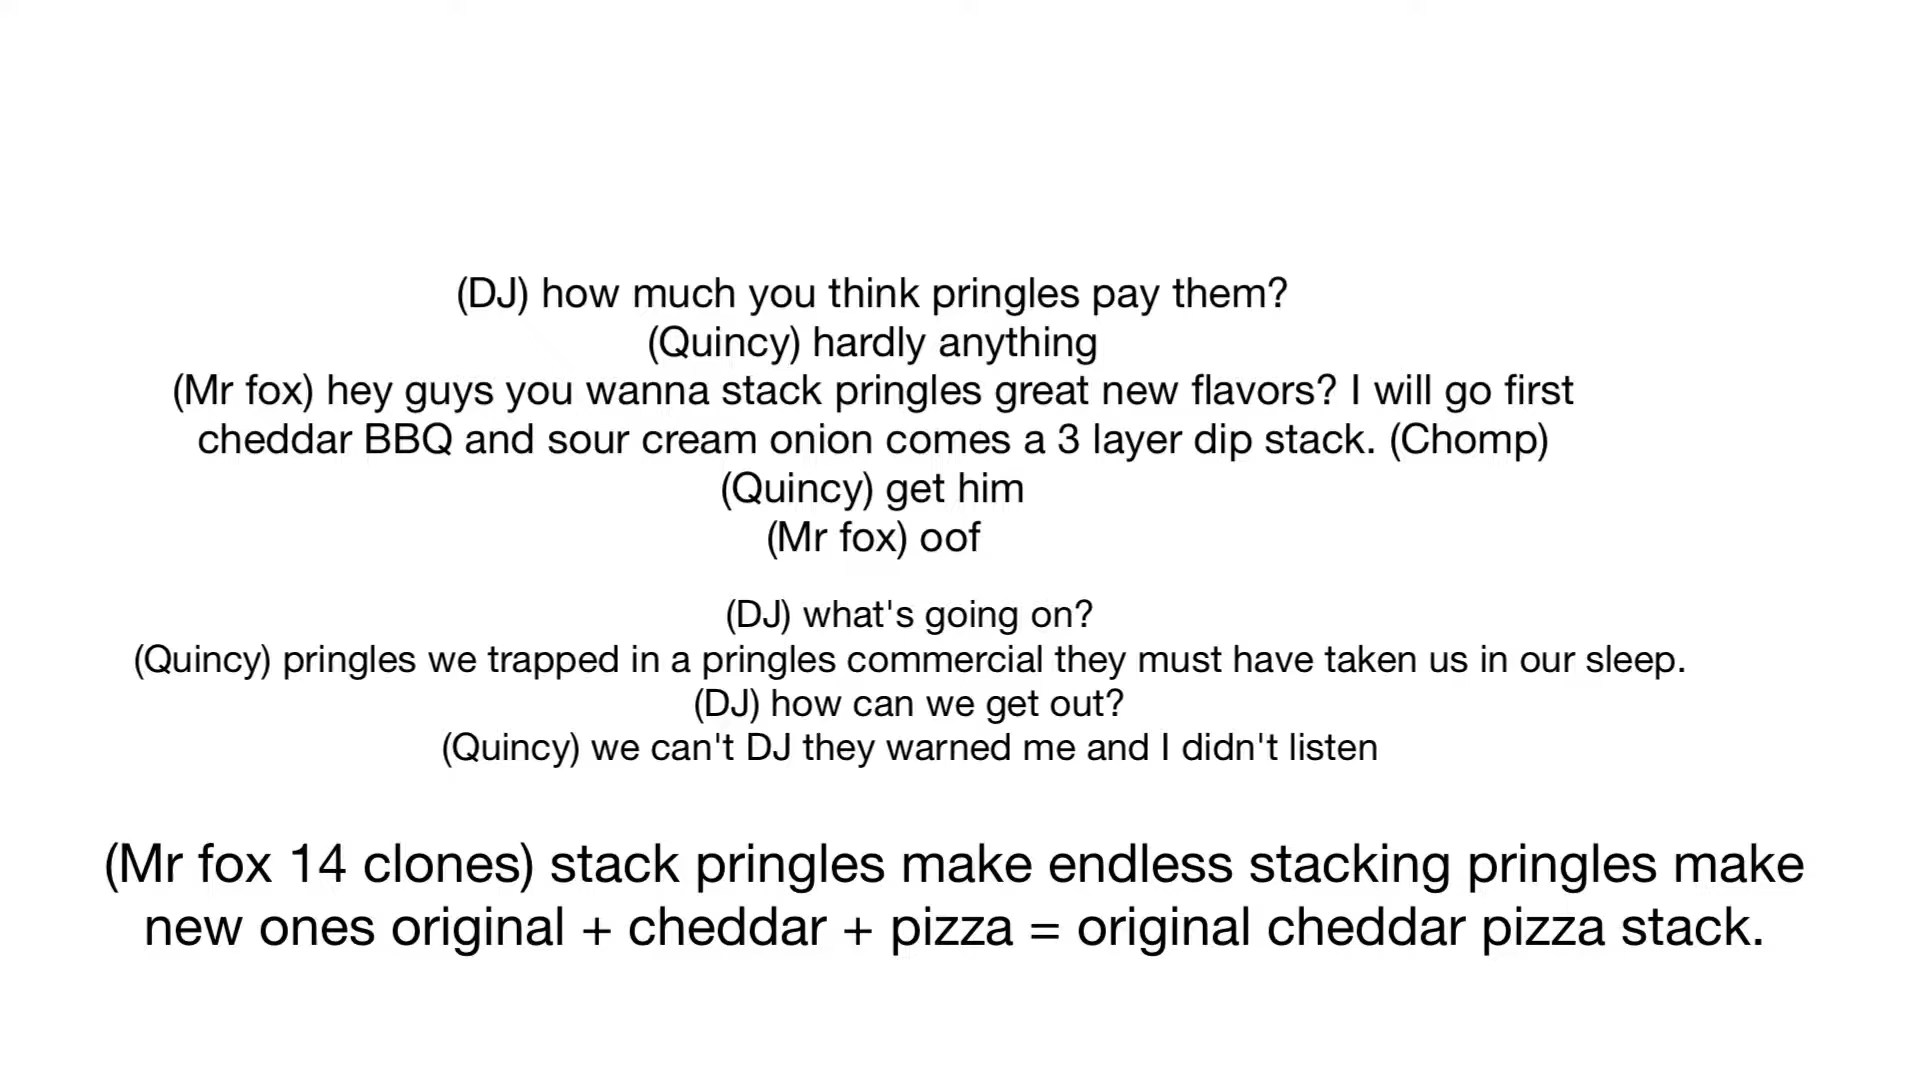 (DJ) how much you think pringles pay them?
(Quincy) hardly anything
(Mr fox) hey guys you wanna stack pringles great new flavors? I will go first
cheddar BBQ and sour cream onion comes a 3 layer dip stack. (Chomp)
(Quincy) get him
(Mr fox) oof
(DJ) what's going on?
(Quincy) pringles we trapped in a pringles commercial they must have taken us in our sleep.
(DJ) how can we get out?
(Quincy) we can't DJ they warned me and I didn't listen
(Mr fox 14 clones) stack pringles make endless stacking pringles make
new ones original + cheddar + pizza = original cheddar pizza stack.